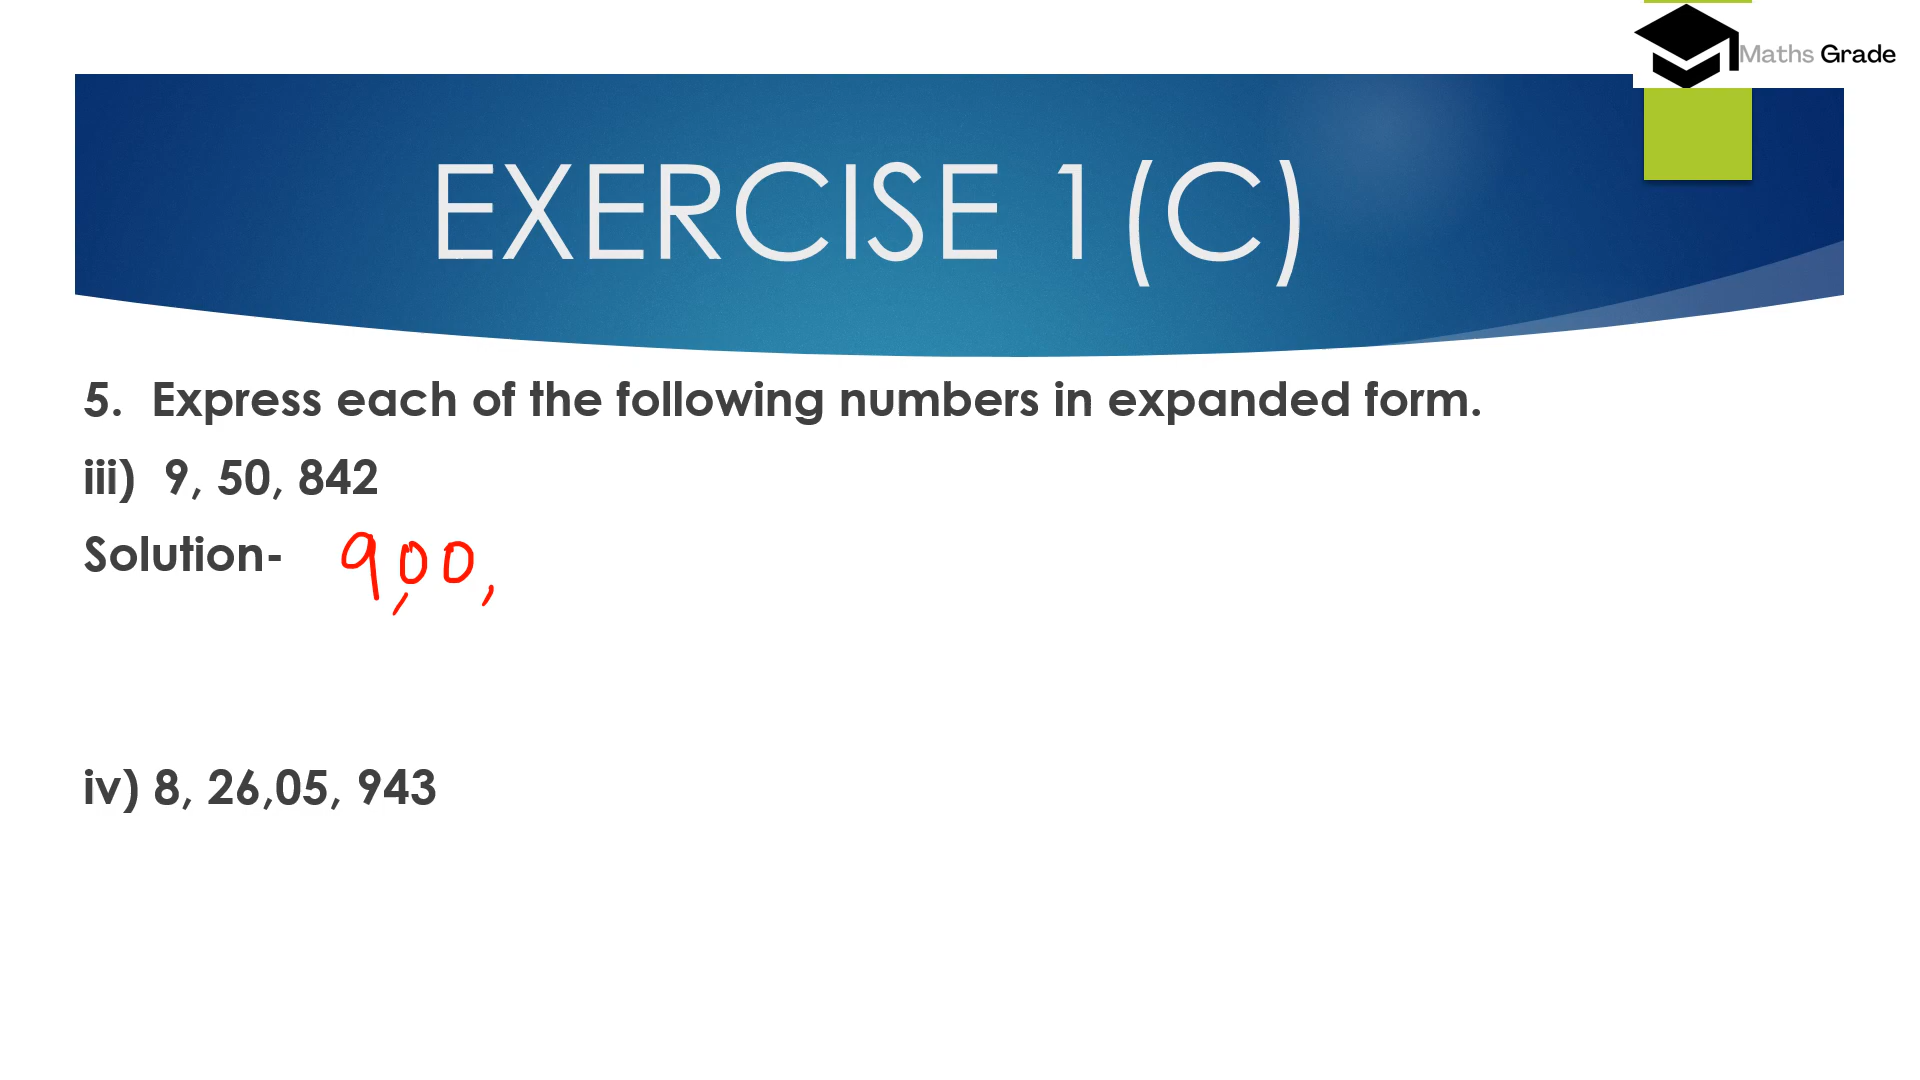 Maths Grade
EXERCISE 1(C)
5. Express each of the following numbers in expanded form.
iii) 9, 50, 842
Solution- 9,00,
iv) 8, 26,05, 943